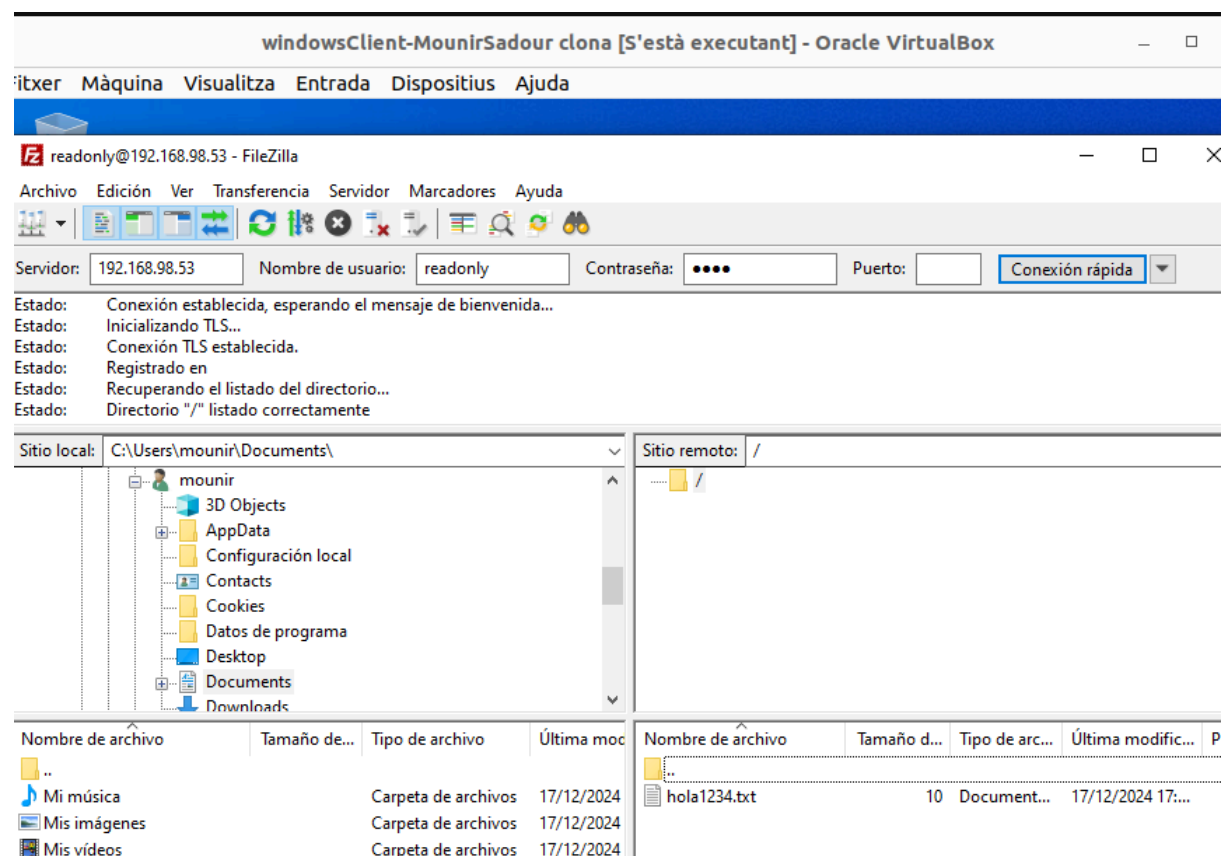 windowsClient-MounirSadour clona [S'està executant] - Oracle VirtualBox
Fitxer Màquina Visualitza Entrada Dispositius Ajuda
readonly@192.168.98.53 - FileZilla
Archivo Edición Ver Transferencia Servidor Marcadores Ayuda
Servidor: 192.168.98.53 Nombre de usuario: readonly Contraseña: ●●●● Puerto: Conexión rápida
Estado: Conexión establecida, esperando el mensaje de bienvenida...
Estado: Inicializando TLS...
Estado: Conexión TLS establecida.
Estado: Registrado en
Estado: Recuperando el listado del directorio...
Estado: Directorio "/" listado correctamente
Sitio local: C:\Users\mounir\Documents\
mounir
3D Objects
AppData
Configuración local
Contacts
Cookies
Datos de programa
Desktop
Documents
Downloads
Sitio remoto: /
/
Nombre de archivo Tamaño de... Tipo de archivo Última mod
..
Mi música Carpeta de archivos 17/12/2024
Mis imágenes Carpeta de archivos 17/12/2024
Mis vídeos Carpeta de archivos 17/12/2024
Nombre de archivo Tamaño d... Tipo de arc... Última modific... P
..
hola1234.txt 10 Document... 17/12/2024 17:...